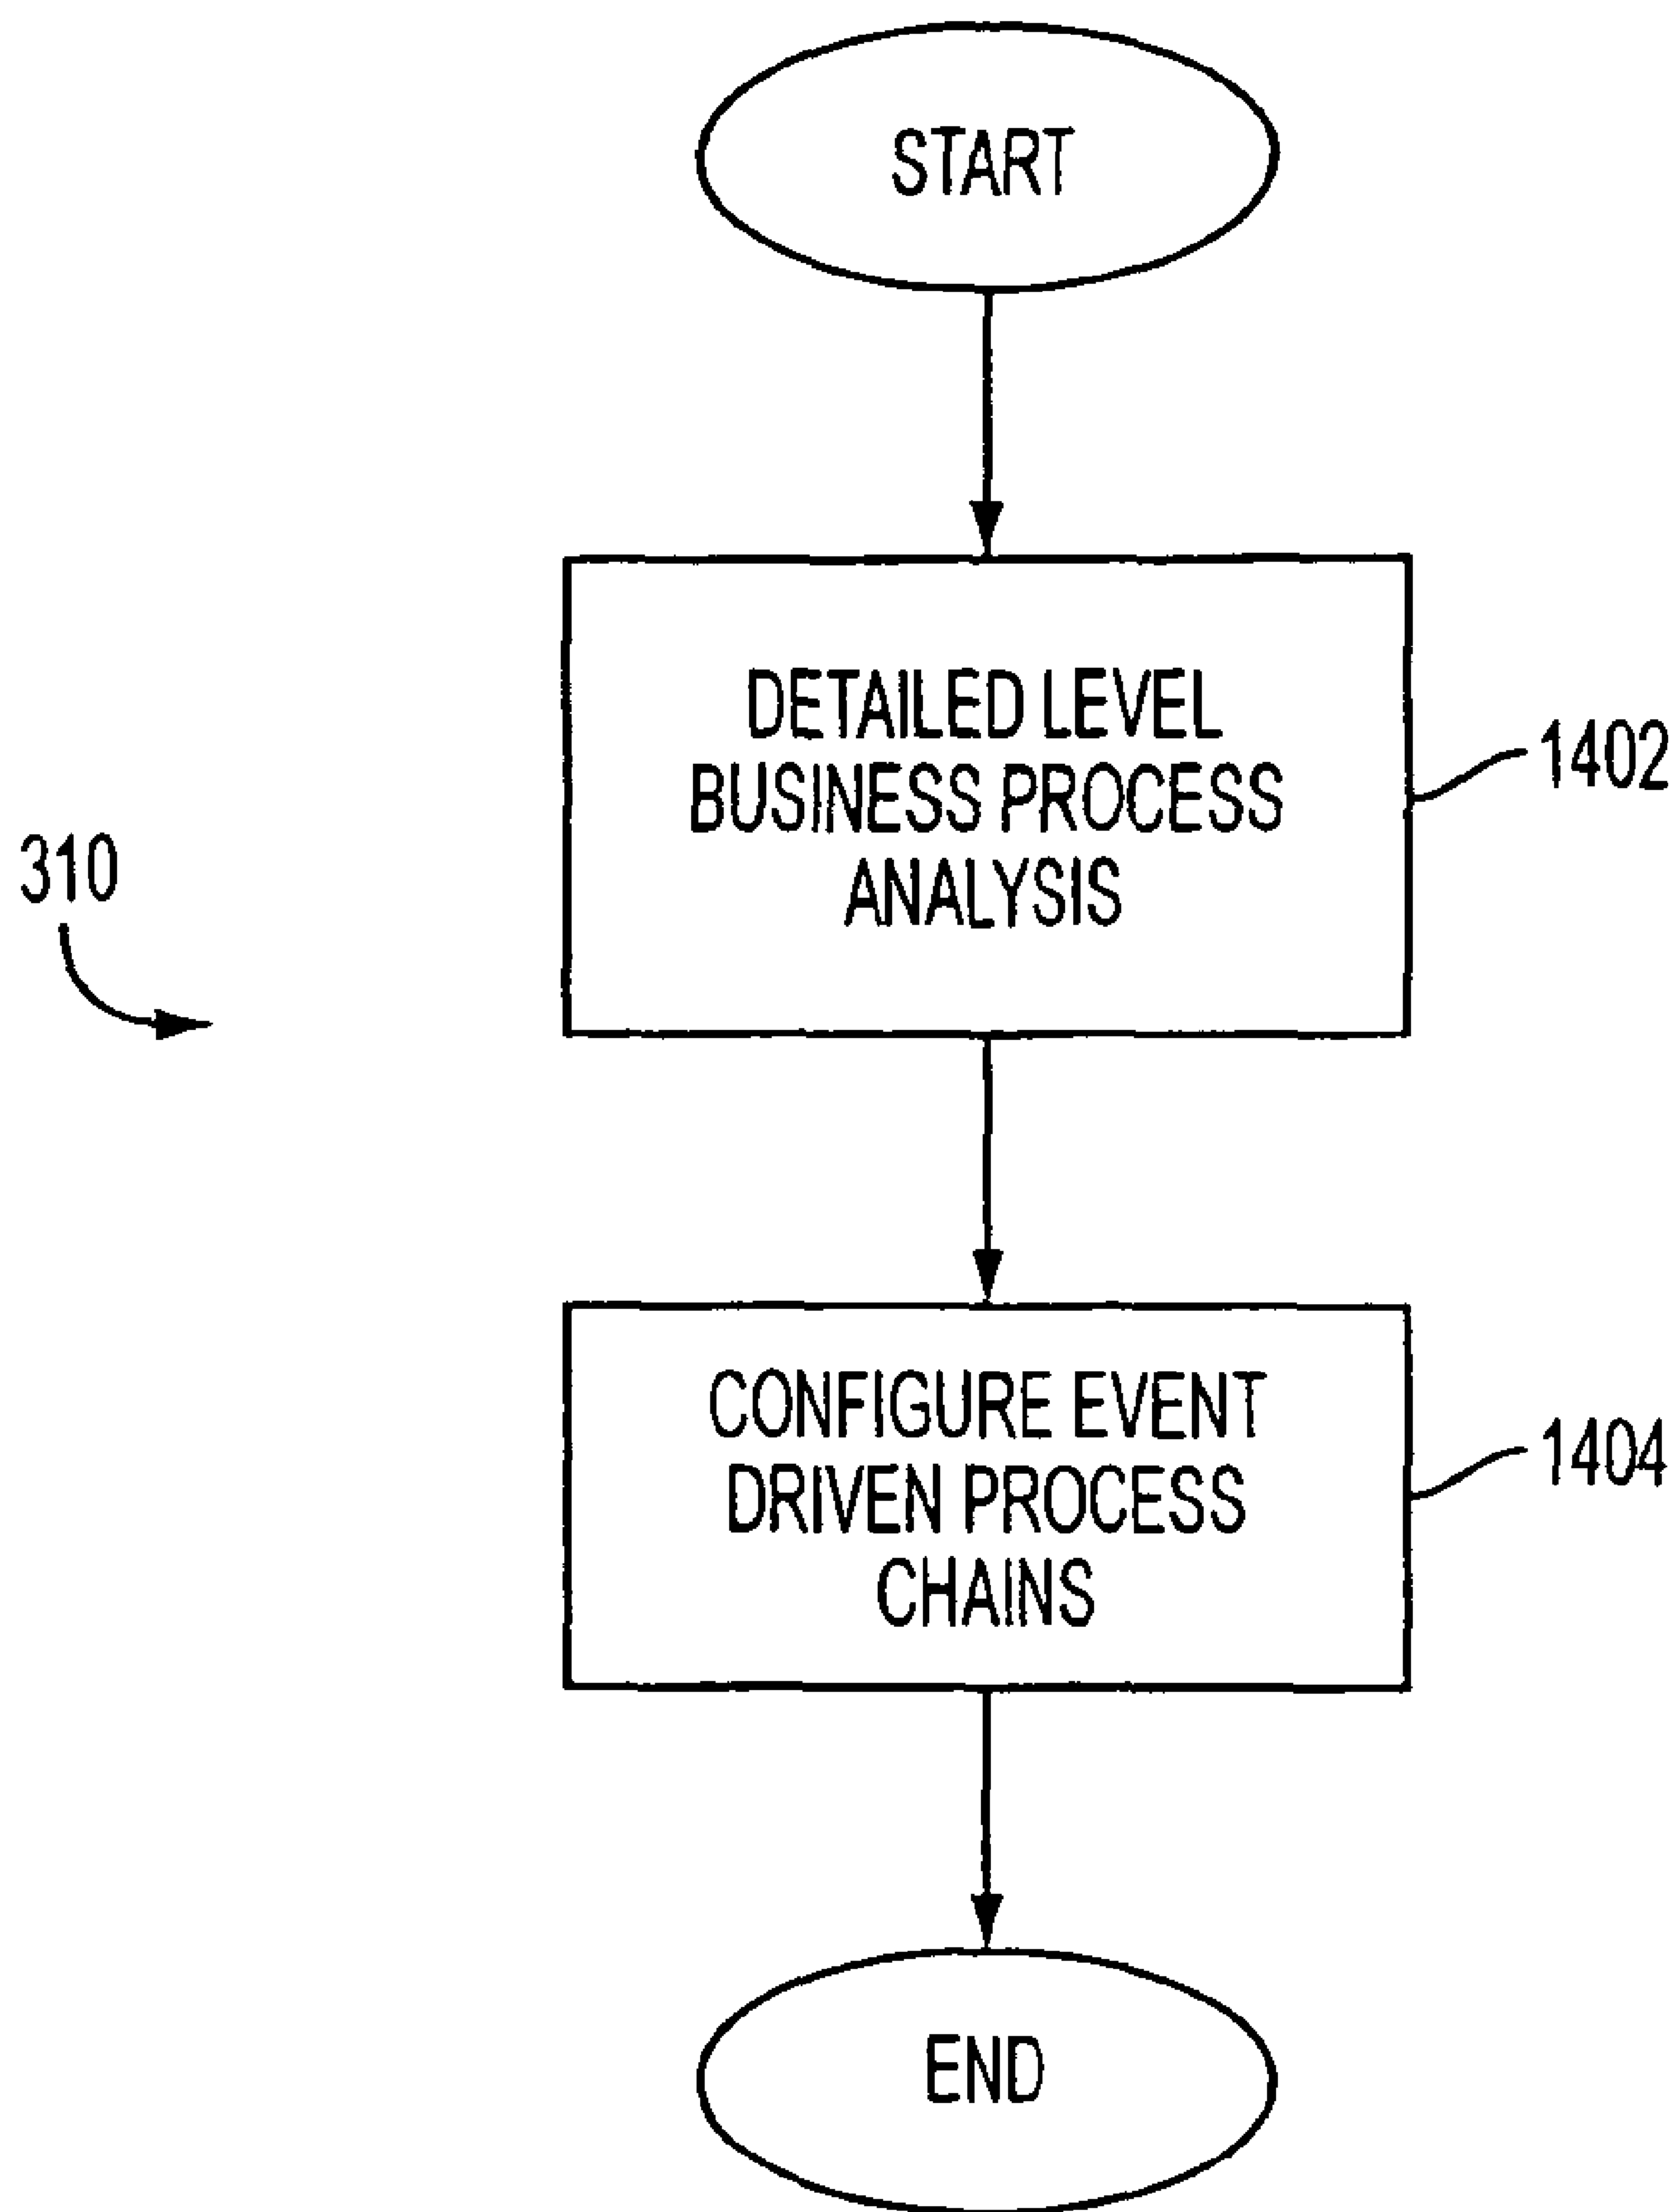 START
DETAILED LEVEL
BUSINESS PROCESS
ANALYSIS
1402
310
CONFIGURE EVENT
DRIVEN PROCESS
CHAINS
1404
END